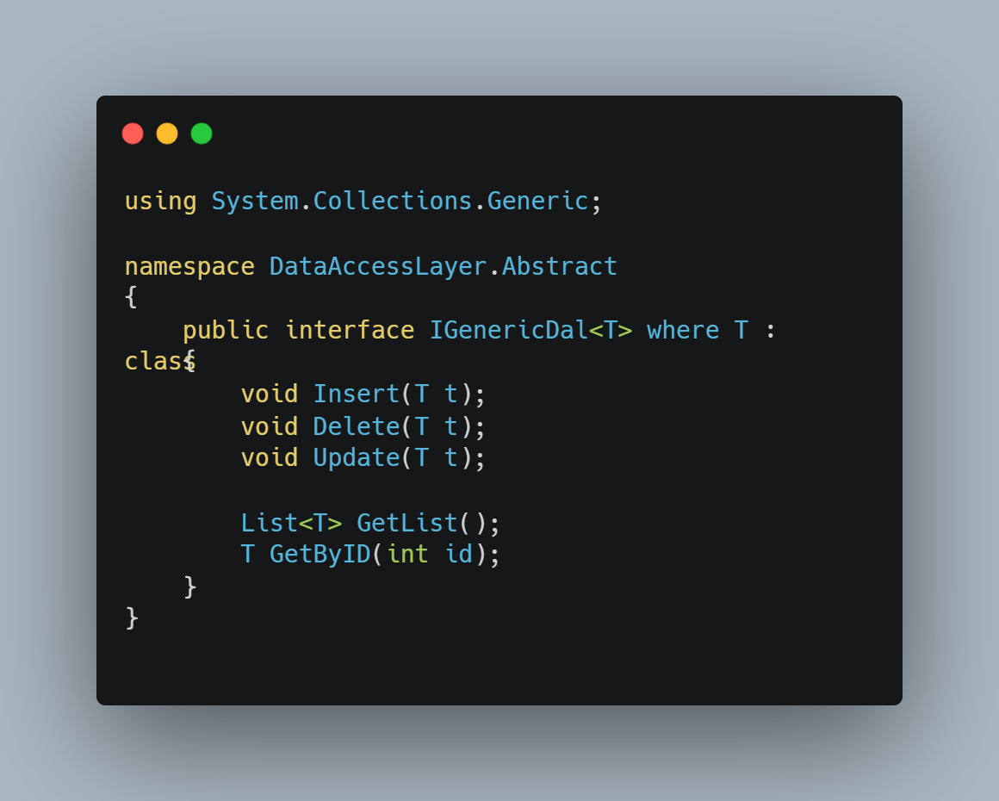 using System.Collections.Generic;

namespace DataAccessLayer.Abstract
{
    public interface IGenericDal<T> where T :
class
    {
        void Insert(T t);
        void Delete(T t);
        void Update(T t);

        List<T> GetList();
        T GetByID(int id);
    }
}